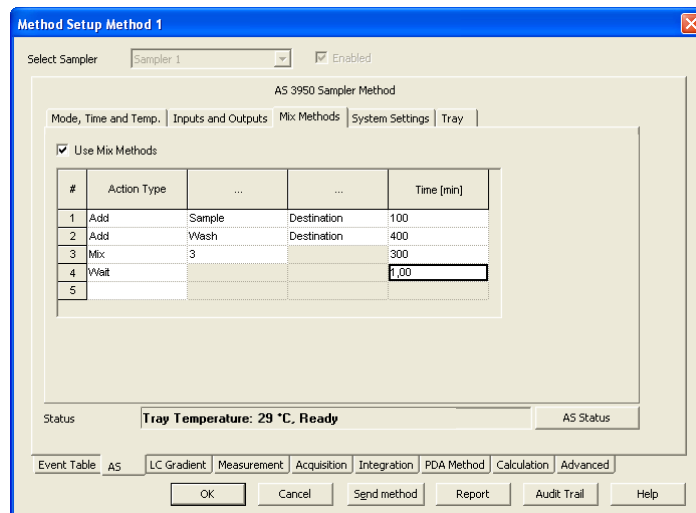 Method Setup Method 1
Select Sampler Sampler 1 Enabled
AS 3950 Sampler Method
Mode, Time and Temp. Inputs and Outputs Mix Methods System Settings Tray
Use Mix Methods
# Action Type ... ... Time [min]
1 Add Sample Destination 100
2 Add Wash Destination 400
3 Mix 3 300
4 Wait 1,00
5
Status Tray Temperature: 29 °C, Ready AS Status
Event Table AS LC Gradient Measurement Acquisition Integration PDA Method Calculation Advanced
OK Cancel Send method Report Audit Trail Help